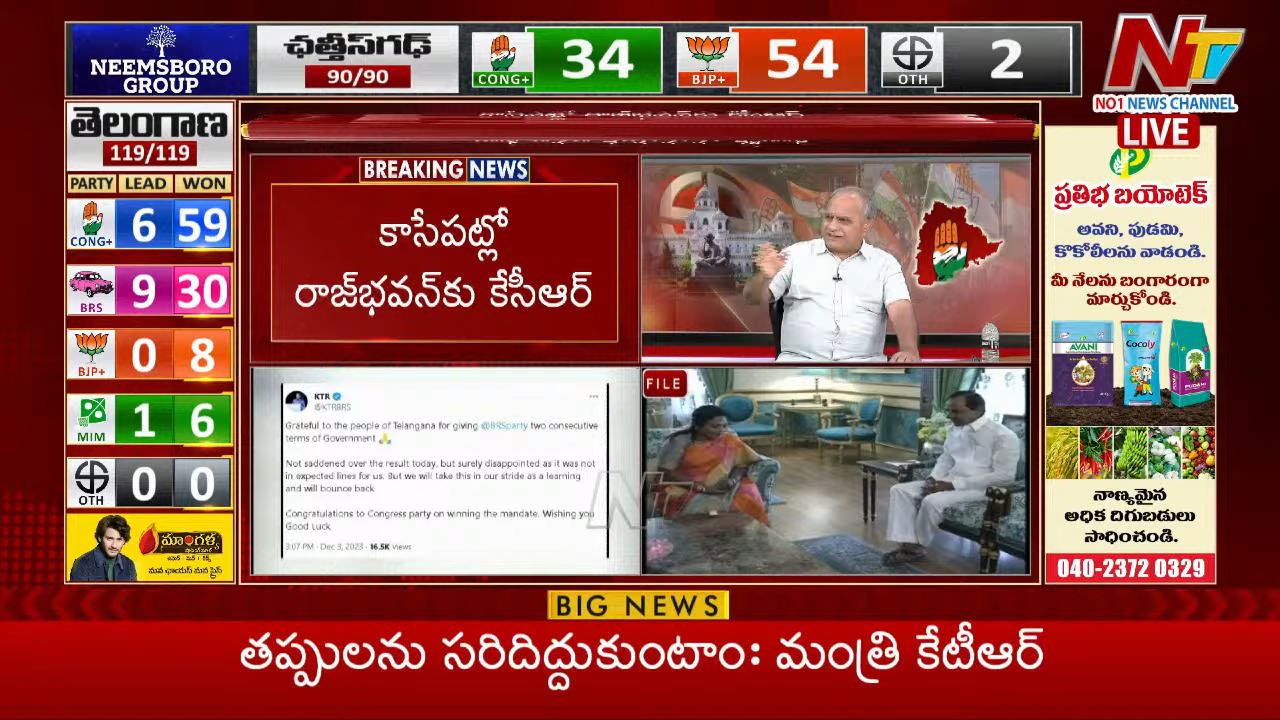 NEEMSBORO
GROUP
ఛత్తీస్‌గఢ్
90/90
CONG+
34
BJP+
54
OTH
2
NTV
NO1 NEWS CHANNEL
LIVE
తెలంగాణ
119/119
PARTY LEAD WON
CONG+ 6 59
BRS 9 30
BJP+ 0 8
MIM 1 6
OTH 0 0
మాంగళ్య
మన ఛాయిస్ మన ప్రైస్
BREAKING NEWS
కాసేపట్లో
రాజ్‌భవన్‌కు కేసీఆర్
KTR
@KTRBRS
Grateful to the people of Telangana for giving @BRSparty two consecutive
terms of Government 🙏
Not saddened over the result today, but surely disappointed as it was not
in expected lines for us. But we will take this in our stride as a learning
and will bounce back
Congratulations to Congress party on winning the mandate. Wishing you
Good Luck
3:07 PM · Dec 3, 2023 · 16.5K Views
FILE
ప్రతిభ బయోటెక్
అవని, పుడమి,
కొకోలీలను వాడండి.
మీ నేలను బంగారంగా
మార్చుకోండి.
AVANI
Cocoly
PUDAMI
నాణ్యమైన
అధిక దిగుబడులు
సాధించండి.
040-2372 0329
BIG NEWS
తప్పులను సరిదిద్దుకుంటాం: మంత్రి కేటీఆర్